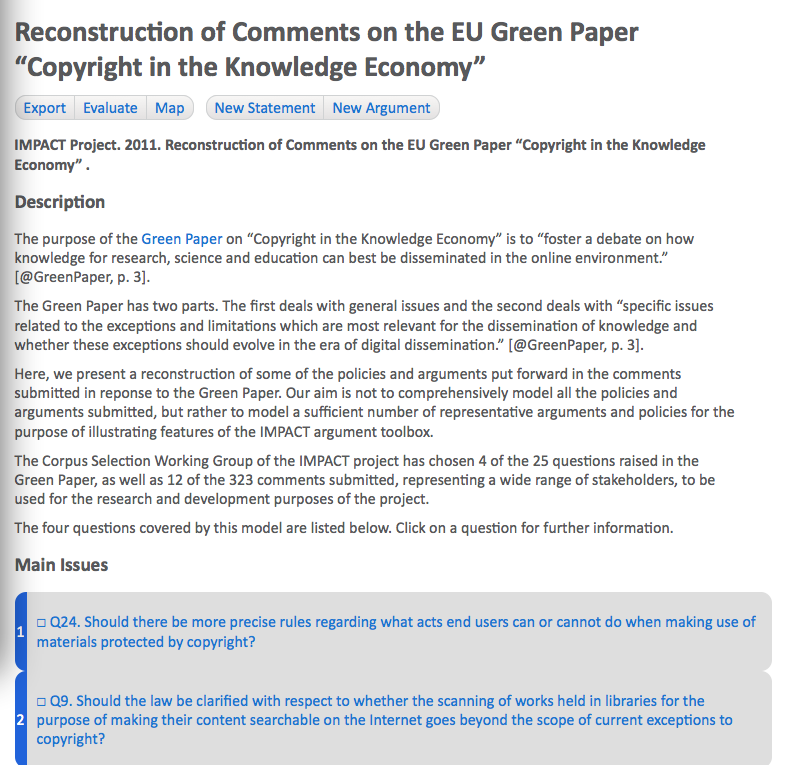 Reconstruction of Comments on the EU Green Paper
“Copyright in the Knowledge Economy”
Export Evaluate Map New Statement New Argument
IMPACT Project. 2011. Reconstruction of Comments on the EU Green Paper “Copyright in the Knowledge
Economy” .
Description
The purpose of the Green Paper on “Copyright in the Knowledge Economy” is to “foster a debate on how
knowledge for research, science and education can best be disseminated in the online environment.”
[@GreenPaper, p. 3].
The Green Paper has two parts. The first deals with general issues and the second deals with “specific issues
related to the exceptions and limitations which are most relevant for the dissemination of knowledge and
whether these exceptions should evolve in the era of digital dissemination.” [@GreenPaper, p. 3].
Here, we present a reconstruction of some of the policies and arguments put forward in the comments
submitted in reponse to the Green Paper. Our aim is not to comprehensively model all the policies and
arguments submitted, but rather to model a sufficient number of representative arguments and policies for the
purpose of illustrating features of the IMPACT argument toolbox.
The Corpus Selection Working Group of the IMPACT project has chosen 4 of the 25 questions raised in the
Green Paper, as well as 12 of the 323 comments submitted, representing a wide range of stakeholders, to be
used for the research and development purposes of the project.
The four questions covered by this model are listed below. Click on a question for further information.
Main Issues
1 □ Q24. Should there be more precise rules regarding what acts end users can or cannot do when making use of
materials protected by copyright?
□ Q9. Should the law be clarified with respect to whether the scanning of works held in libraries for the
2 purpose of making their content searchable on the Internet goes beyond the scope of current exceptions to
copyright?